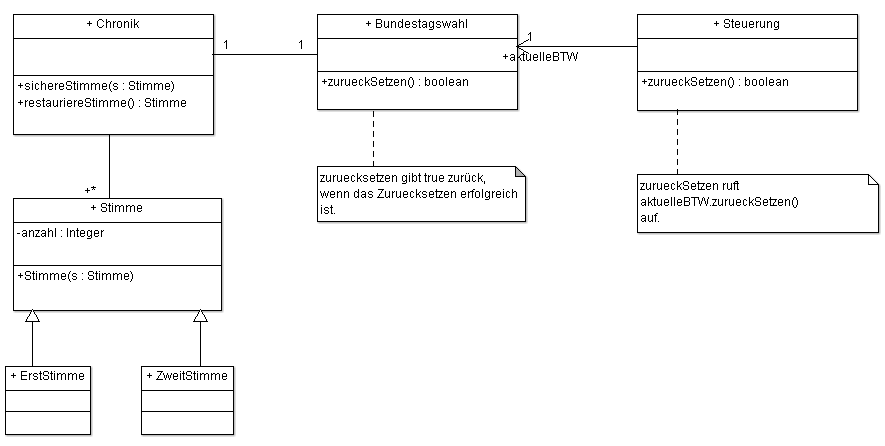 + Chronik
+sichereStimme(s : Stimme)
+restauriereStimme() : Stimme
1
1
+ Bundestagswahl
+zurueckSetzen() : boolean
1
+aktuelleBTW
+ Steuerung
+zurueckSetzen() : boolean
zuruecksetzen gibt true zurück,
wenn das Zuruecksetzen erfolgreich
ist.
zurueckSetzen ruft
aktuelleBTW.zurueckSetzen()
auf.
+*
+ Stimme
-anzahl : Integer
+Stimme(s : Stimme)
+ ErstStimme
+ ZweitStimme